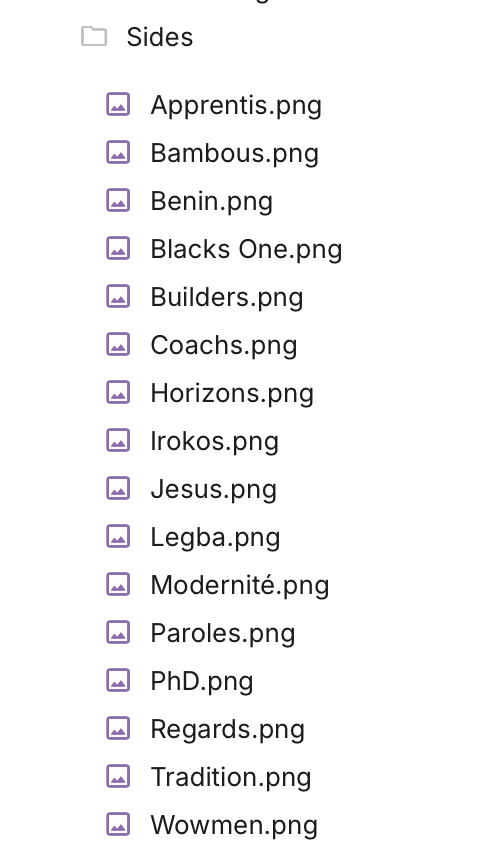 Sides
Apprentis.png
Bambous.png
Benin.png
Blacks One.png
Builders.png
Coachs.png
Horizons.png
Irokos.png
Jesus.png
Legba.png
Modernité.png
Paroles.png
PhD.png
Regards.png
Tradition.png
Wowmen.png